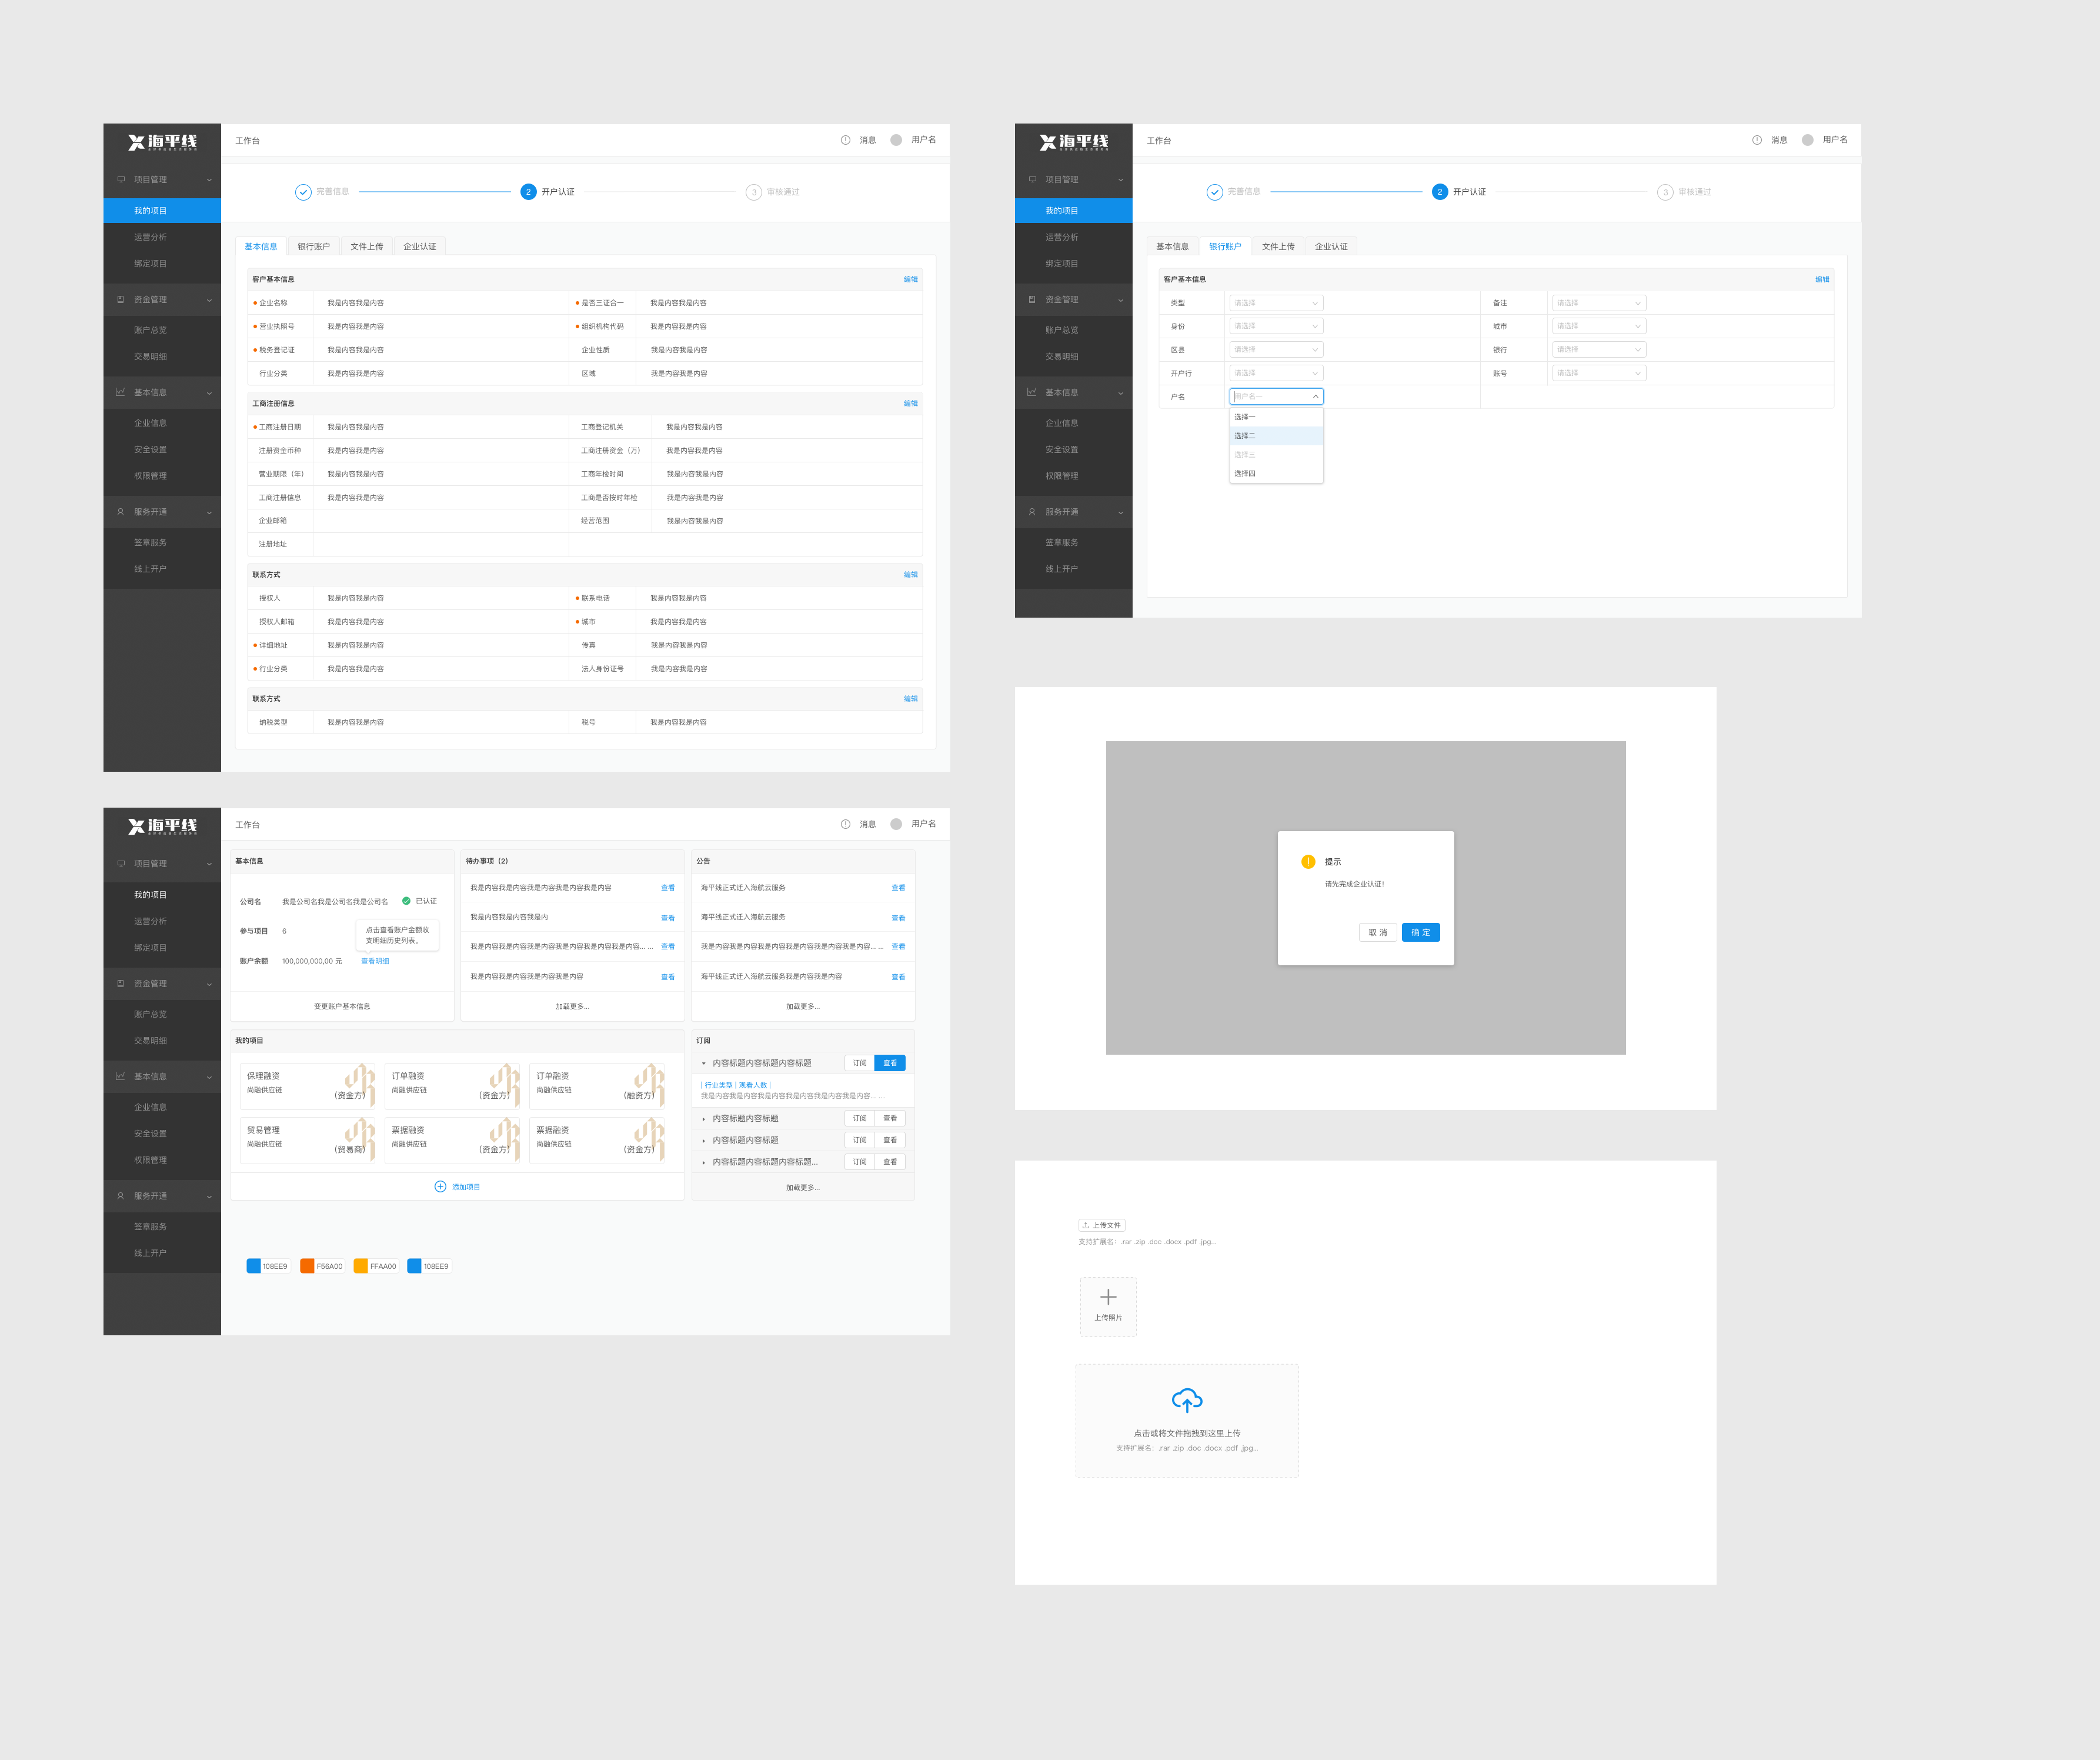 海平线
工作台
消息
用户名
项目管理
我的项目
运营分析
绑定项目
资金管理
账户总览
交易明细
基本信息
企业信息
安全设置
权限管理
服务开通
签章服务
线上开户
完善信息
2 开户认证
3 审核通过
基本信息 银行账户 文件上传 企业认证
客户基本信息 编辑
企业名称 我是内容我是内容 是否三证合一 我是内容我是内容
营业执照号 我是内容我是内容 组织机构代码 我是内容我是内容
税务登记证 我是内容我是内容 企业性质 我是内容我是内容
行业分类 我是内容我是内容 区域 我是内容我是内容
工商注册信息 编辑
工商注册日期 我是内容我是内容 工商登记机关 我是内容我是内容
注册资金币种 我是内容我是内容 工商注册资金（万） 我是内容我是内容
营业期限（年） 我是内容我是内容 工商年检时间 我是内容我是内容
工商注册信息 我是内容我是内容 工商是否按时年检 我是内容我是内容
企业邮箱 经营范围 我是内容我是内容
注册地址
联系方式 编辑
授权人 我是内容我是内容 联系电话 我是内容我是内容
授权人邮箱 我是内容我是内容 城市 我是内容我是内容
详细地址 我是内容我是内容 传真 我是内容我是内容
行业分类 我是内容我是内容 法人身份证号 我是内容我是内容
联系方式 编辑
纳税类型 我是内容我是内容 税号 我是内容我是内容
海平线
工作台
消息
用户名
项目管理
我的项目
运营分析
绑定项目
资金管理
账户总览
交易明细
基本信息
企业信息
安全设置
权限管理
服务开通
签章服务
线上开户
完善信息
2 开户认证
3 审核通过
基本信息 银行账户 文件上传 企业认证
客户基本信息 编辑
类型 请选择 备注 请选择
身份 请选择 城市 请选择
区县 请选择 银行 请选择
开户行 请选择 账号 请选择
户名 用户名一
选择一
选择二
选择三
选择四
海平线
工作台
消息
用户名
项目管理
我的项目
运营分析
绑定项目
资金管理
账户总览
交易明细
基本信息
企业信息
安全设置
权限管理
服务开通
签章服务
线上开户
基本信息
公司名 我是公司名我是公司名我是公司名 已认证
参与项目 6
点击查看账户金额收
支明细历史列表。
账户余额 100,000,000,00 元 查看明细
变更账户基本信息
待办事项（2）
我是内容我是内容我是内容我是内容我是内容 查看
我是内容我是内容我是内 查看
我是内容我是内容我是内容我是内容我是内容我是内容... ... 查看
我是内容我是内容我是内容我是内容 查看
加载更多...
公告
海平线正式迁入海航云服务 查看
海平线正式迁入海航云服务 查看
我是内容我是内容我是内容我是内容我是内容我是内容... ... 查看
海平线正式迁入海航云服务我是内容我是内容 查看
加载更多...
我的项目
保理融资
尚融供应链
(资金方)
订单融资
尚融供应链
(资金方)
订单融资
尚融供应链
(融资方)
贸易管理
尚融供应链
(贸易商)
票据融资
尚融供应链
(资金方)
票据融资
尚融供应链
(资金方)
添加项目
订阅
内容标题内容标题内容标题 订阅 查看
| 行业类型 | 观看人数 |
我是内容我是内容我是内容我是内容我是内容我是内容... ...
内容标题内容标题 订阅 查看
内容标题内容标题 订阅 查看
内容标题内容标题内容标题... 订阅 查看
加载更多...
108EE9 F56A00 FFAA00 108EE9
提示
请先完成企业认证！
取 消 确 定
上传文件
支持扩展名：.rar .zip .doc .docx .pdf .jpg...
上传照片
点击或将文件拖拽到这里上传
支持扩展名：.rar .zip .doc .docx .pdf .jpg...